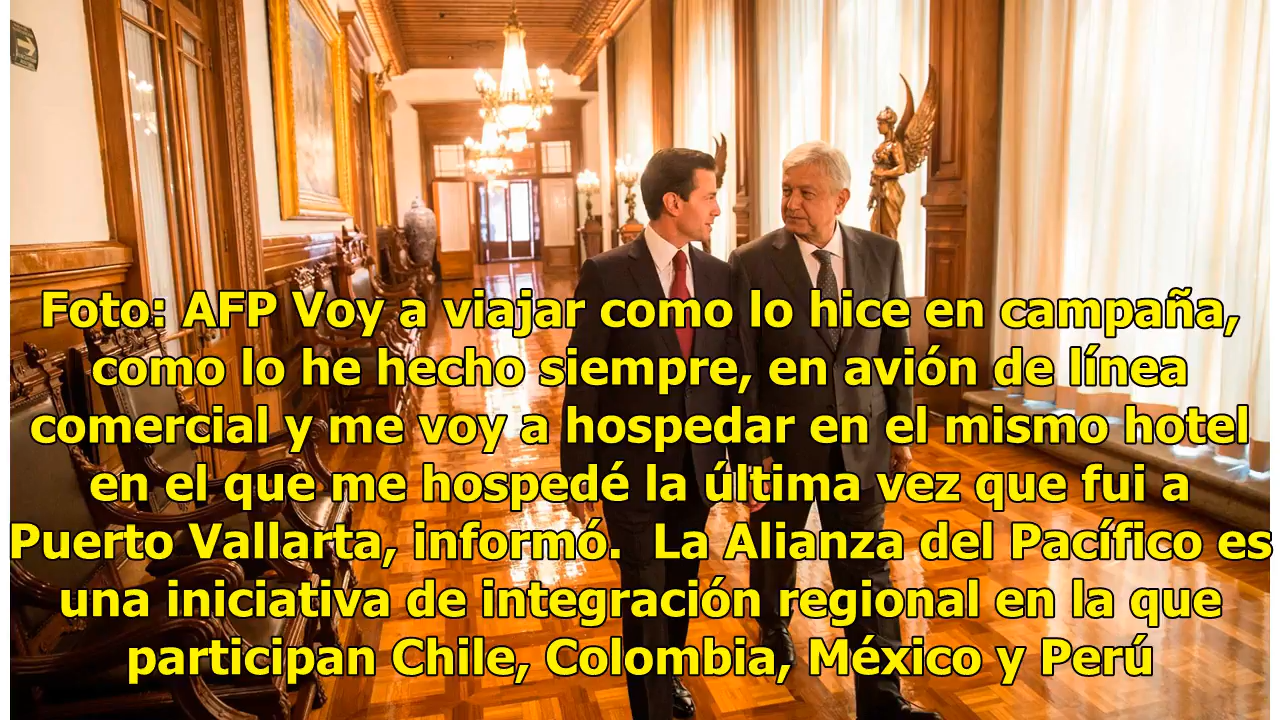 Foto: AFP Voy a viajar como lo hice en campaña,
como lo he hecho siempre, en avión de línea
comercial y me voy a hospedar en el mismo hotel
en el que me hospedé la última vez que fui a
Puerto Vallarta, informó.  La Alianza del Pacífico es
una iniciativa de integración regional en la que
participan Chile, Colombia, México y Perú